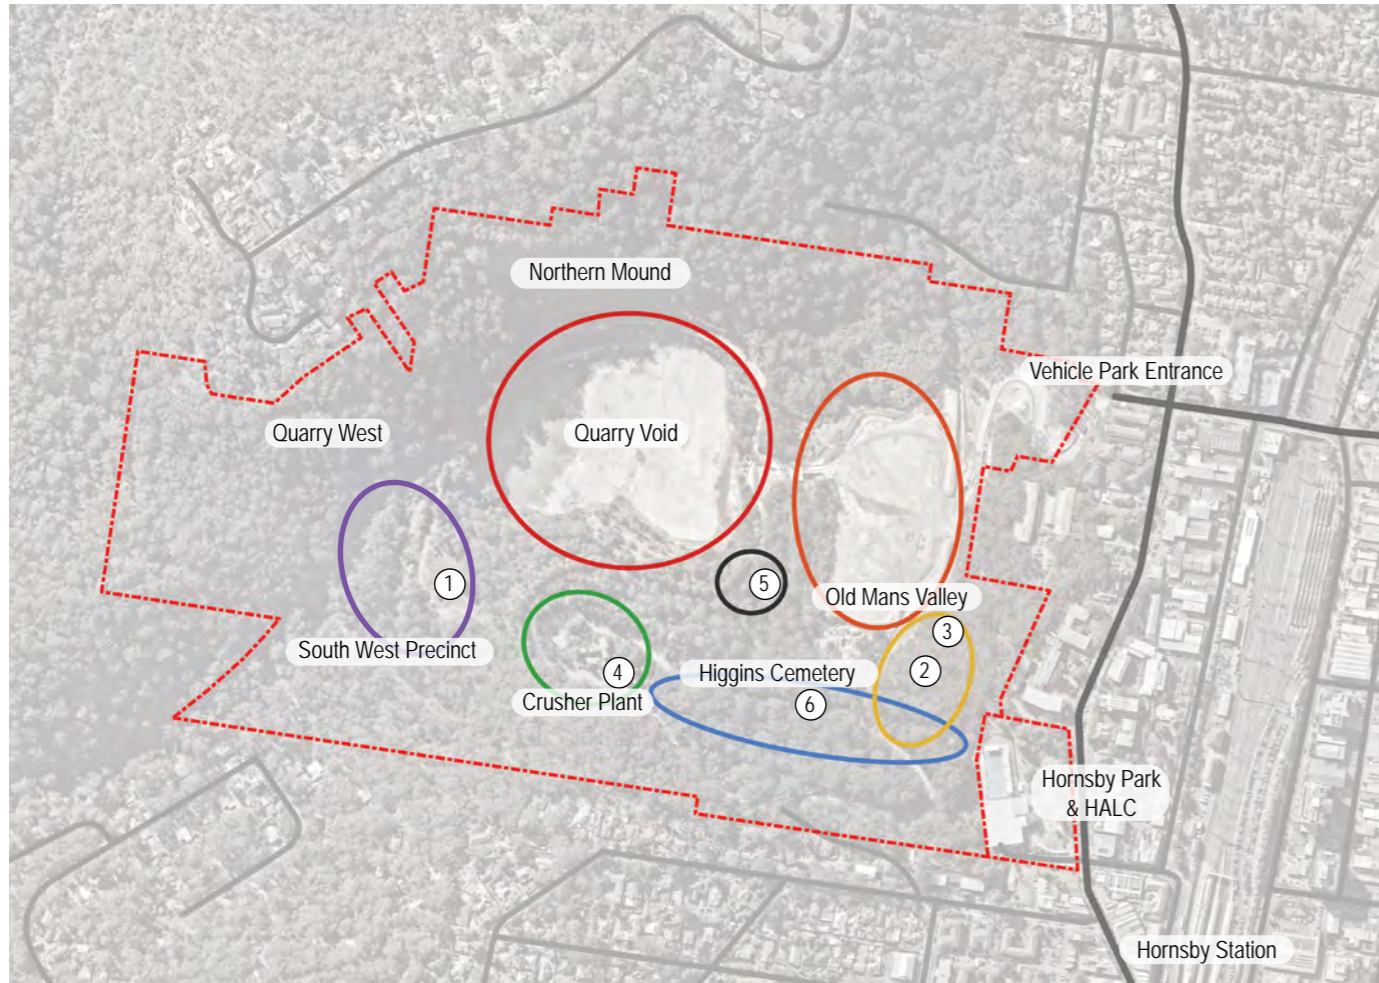 Northern Mound
Vehicle Park Entrance
Quarry West
Quarry Void
1
5
Old Mans Valley
3
South West Precinct
4
Higgins Cemetery
2
Crusher Plant
6
Hornsby Park
& HALC
Hornsby Station